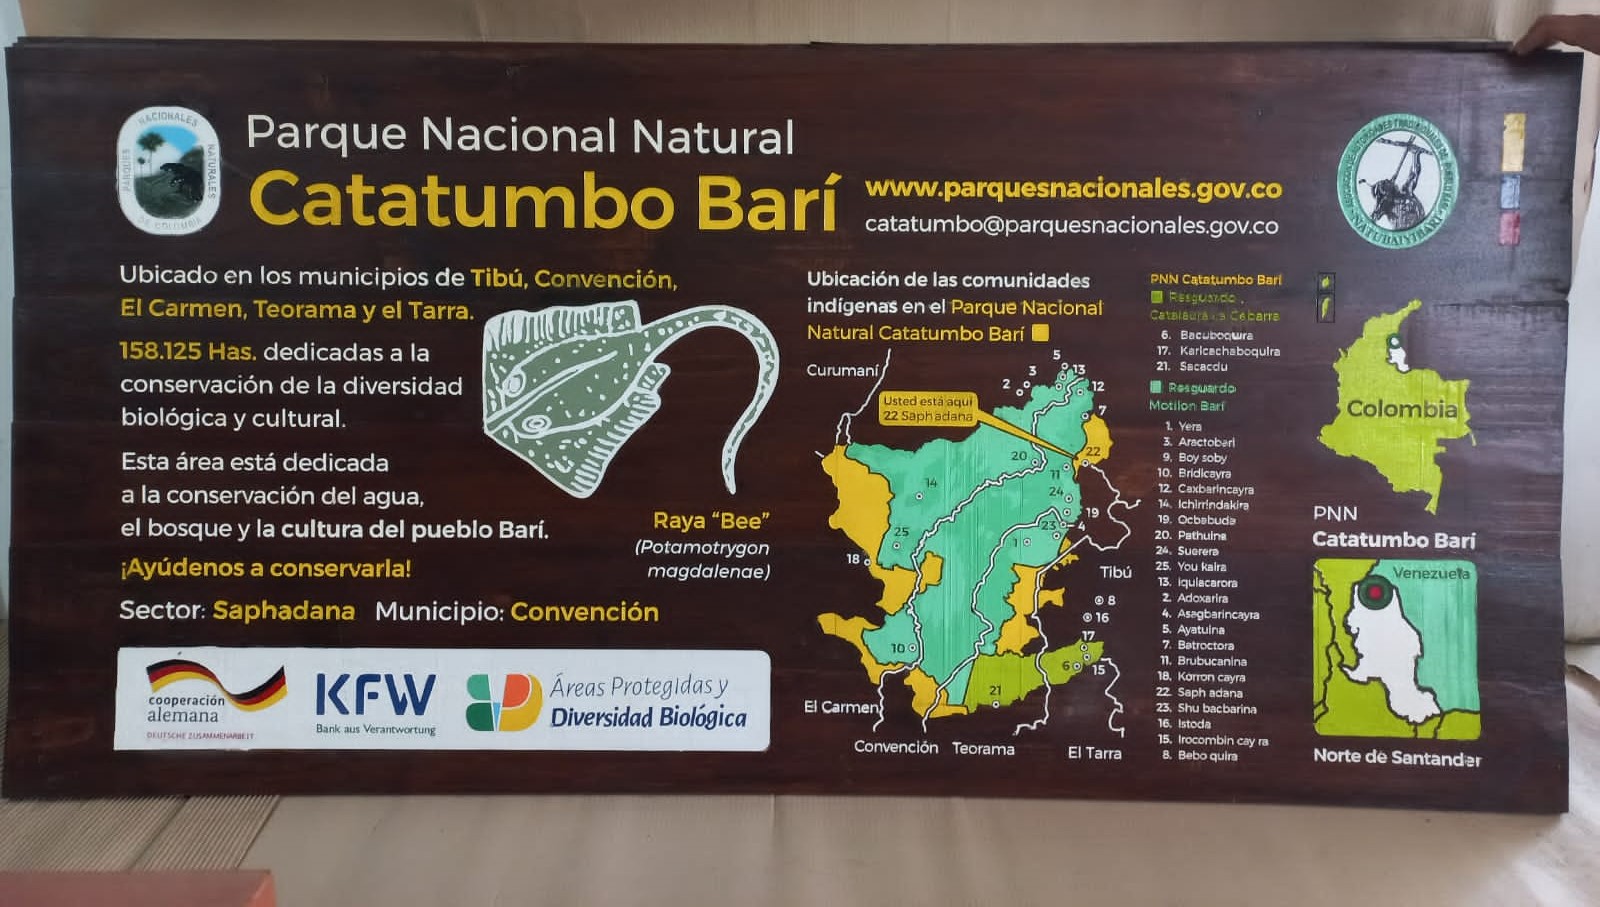 NACIONALES
PARQUES
NATURALES
DE COLOMBIA
Parque Nacional Natural
Catatumbo Barí
www.parquesnacionales.gov.co
catatumbo@parquesnacionales.gov.co
Ubicado en los municipios de Tibú, Convención,
El Carmen, Teorama y el Tarra.
158.125 Has. dedicadas a la
conservación de la diversidad
biológica y cultural.
Esta área está dedicada
a la conservación del agua,
el bosque y la cultura del pueblo Barí.
¡Ayúdenos a conservarla!
Sector: Saphadana Municipio: Convención
Raya “Bee”
(Potamotrygon
magdalenae)
cooperación
alemana
DEUTSCHE ZUSAMMENARBEIT
KFW
Bank aus Verantwortung
Áreas Protegidas y
Diversidad Biológica
Ubicación de las comunidades
indígenas en el Parque Nacional
Natural Catatumbo Barí
Curumaní
Usted está aquí
22 Saph adana
5
3
13
2
12
7
22
20
11
14
24
19
23
4
25
1
18
Tibú
8
16
17
10
6
15
21
El Carmen
Convención Teorama El Tarra
PNN Catatumbo Barí
Resguardo
Catalaura La Gabarra
6. Bacuboquira
17. Karicachaboquira
21. Sacacdu
Resguardo
Motilon Barí
1. Yera
3. Aractobari
9. Boy soby
10. Bridicayra
12. Caxbarincayra
14. Ichirindakira
19. Ocbabuda
20. Pathuina
24. Suerera
25. You kaira
13. Iquiacarora
2. Adoxarira
4. Asagbarincayra
5. Ayatuina
7. Batroctora
11. Brubucanina
18. Korron cayra
22. Saph adana
23. Shu bacbarina
16. Istoda
15. Irocombin cay ra
8. Bebo quira
Colombia
PNN
Catatumbo Barí
Venezuela
Norte de Santander